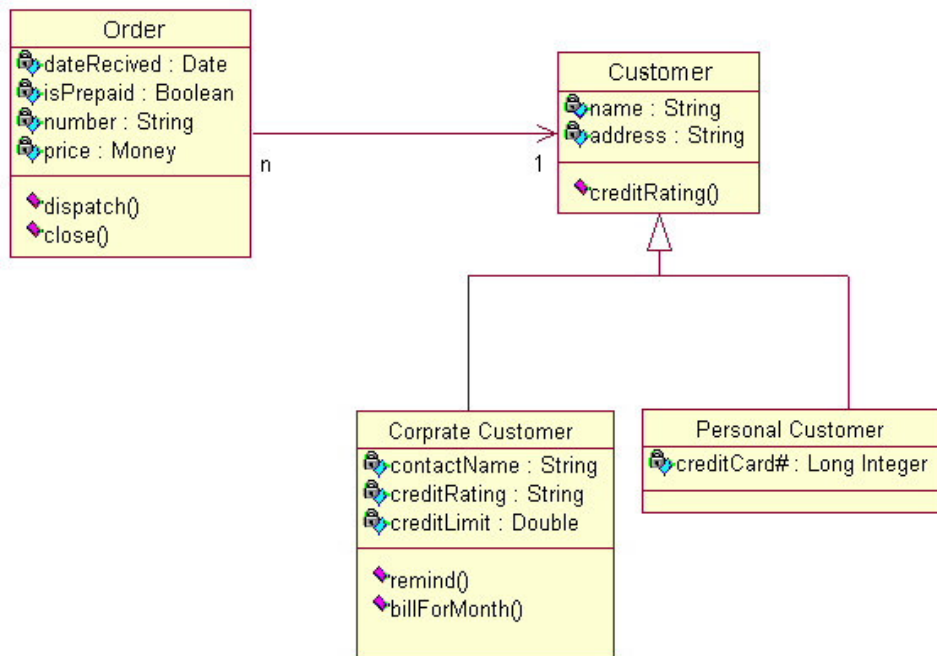 Order
dateRecived : Date
isPrepaid : Boolean
number : String
price : Money
dispatch()
close()
n
1
Customer
name : String
address : String
creditRating()
Corprate Customer
contactName : String
creditRating : String
creditLimit : Double
remind()
billForMonth()
Personal Customer
creditCard# : Long Integer